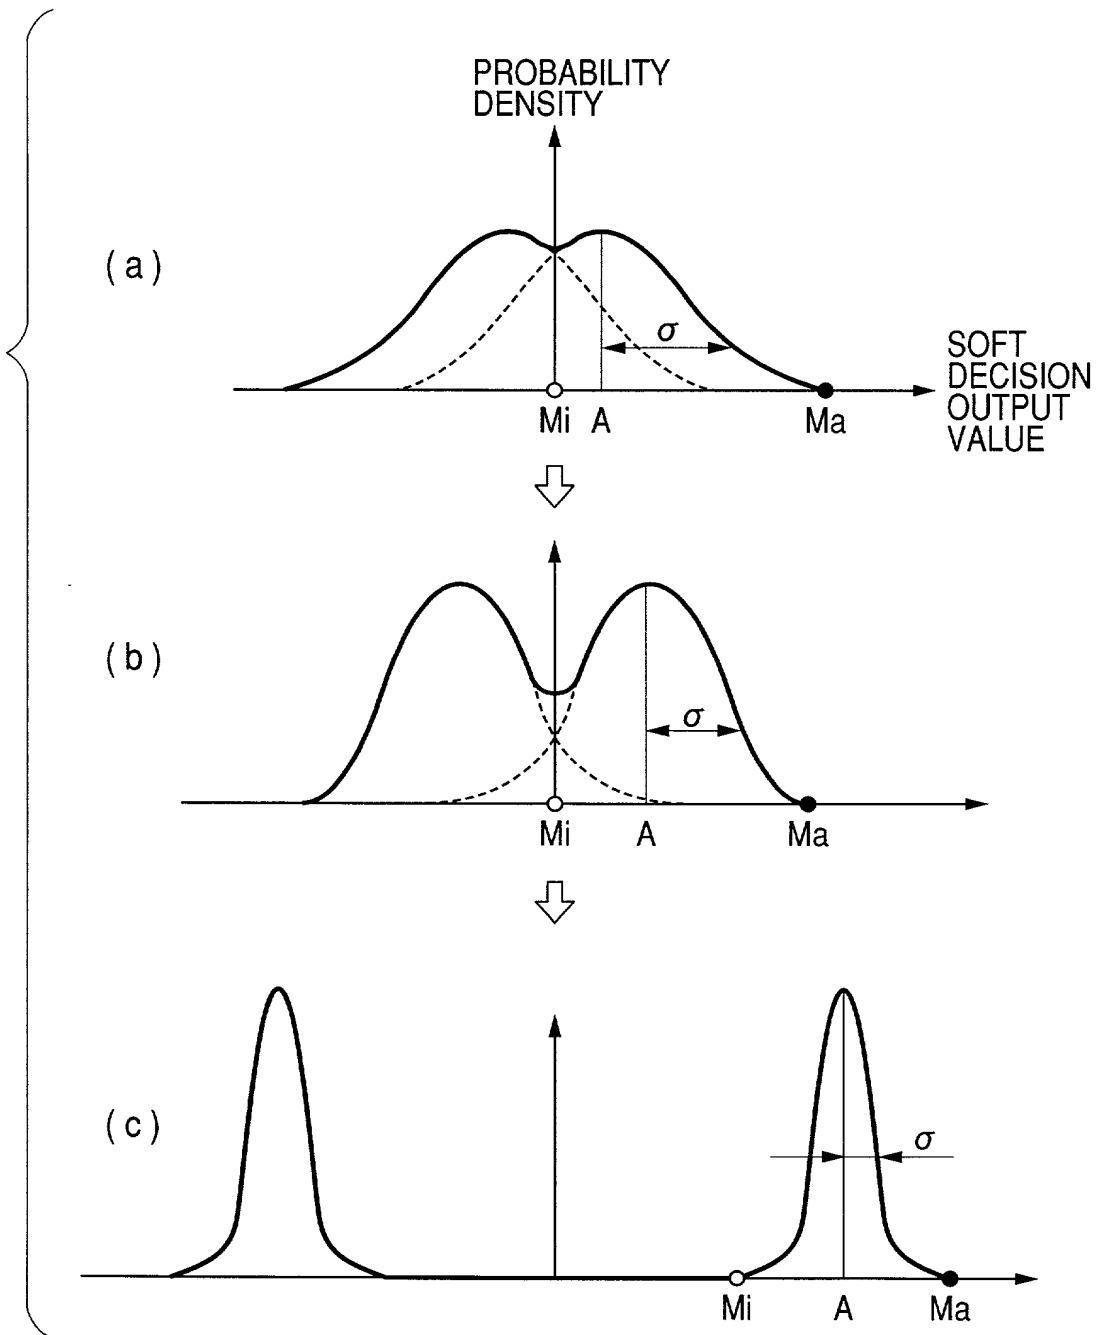 PROBABILITY
DENSITY
(a)
σ
SOFT
DECISION
OUTPUT
VALUE
Mi A Ma
(b)
σ
Mi A Ma
(c)
σ
Mi A Ma